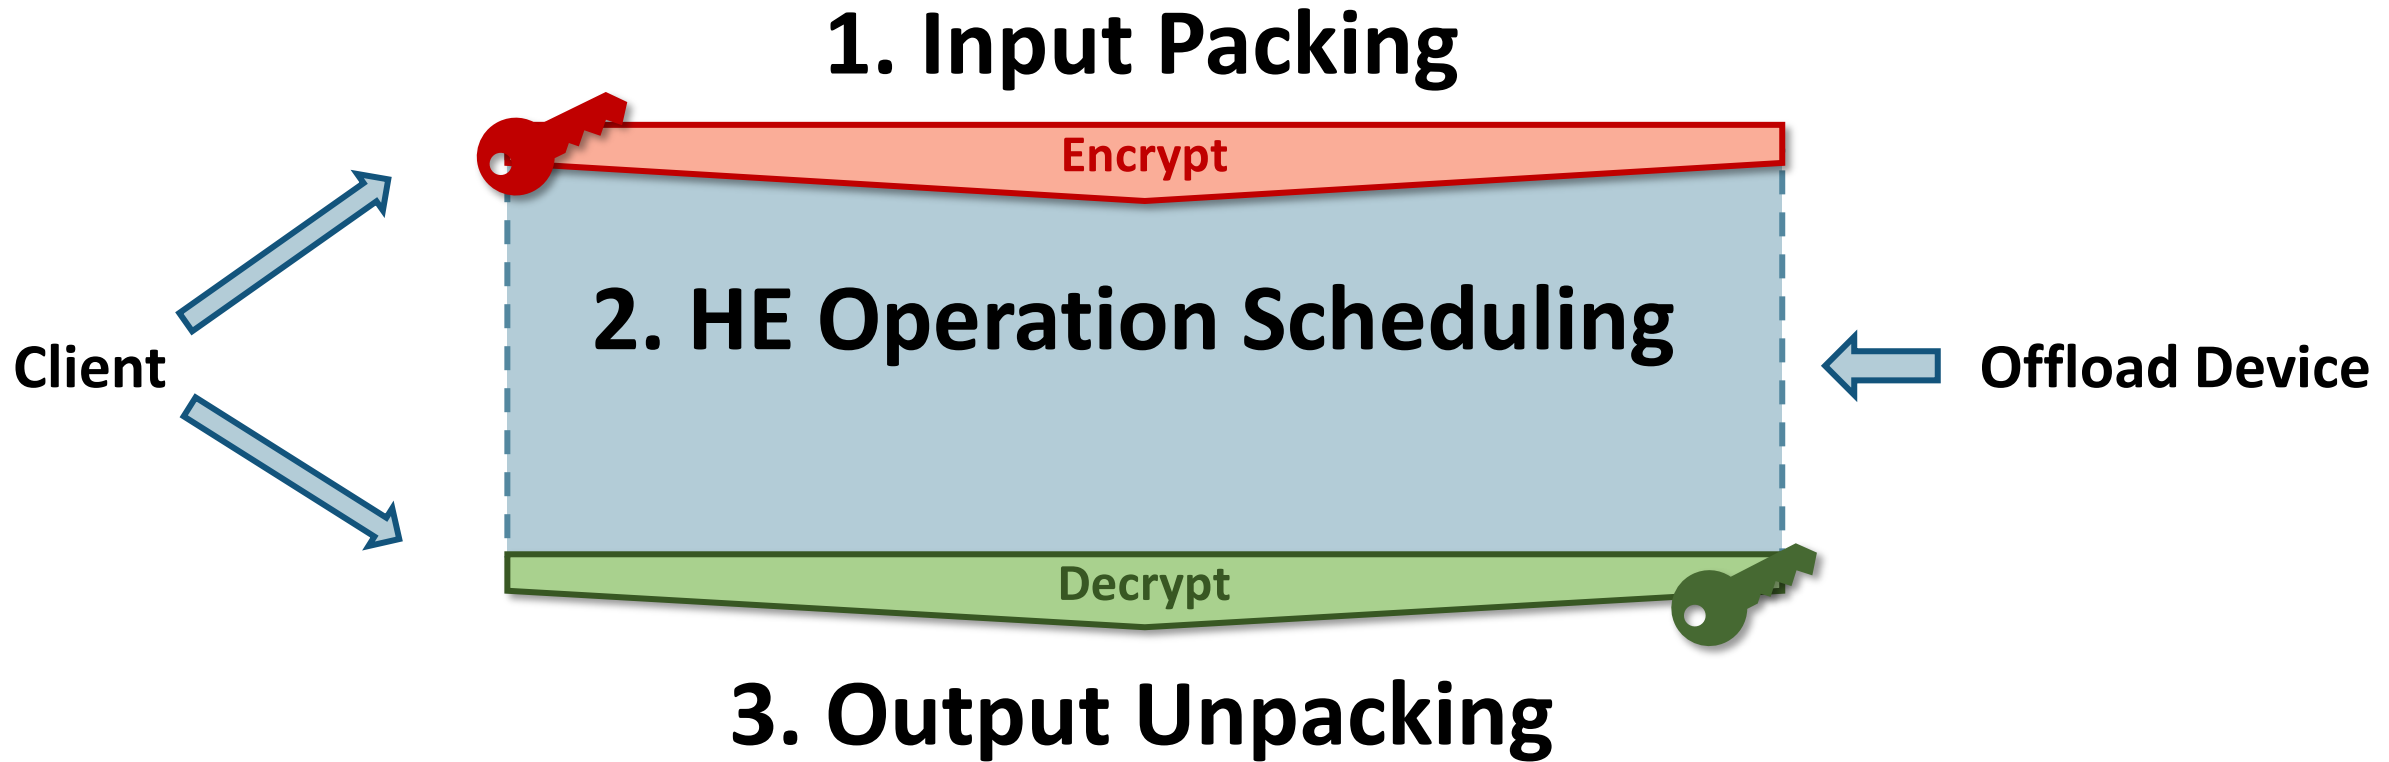 1. Input Packing
Encrypt
2. HE Operation Scheduling
Client
Offload Device
Decrypt
3. Output Unpacking